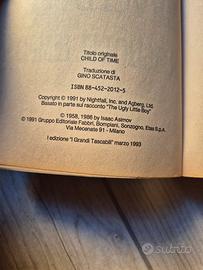 Titolo originale
CHILD OF TIME
Traduzione di
GINO SCATASTA
ISBN 88-452-2012-5
Copyright © 1991 by Nightfall, Inc. and Agberg, Ltd.
Basato in parte sul racconto "The Ugly Little Boy"
© 1958, 1986 by Isaac Asimov
© 1991 Gruppo Editoriale Fabbri, Bompiani, Sonzogno, Etas S.p.A.
Via Mecenate 91 - Milano
I edizione "I Grandi Tascabili" marzo 1993
subito